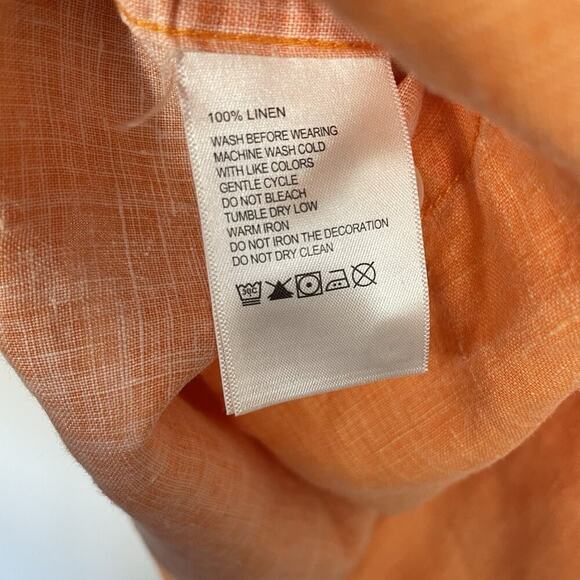 100% LINEN
WASH BEFORE WEARING
MACHINE WASH COLD
WITH LIKE COLORS
GENTLE CYCLE
DO NOT BLEACH
TUMBLE DRY LOW
WARM IRON
DO NOT IRON THE DECORATION
DO NOT DRY CLEAN
30C